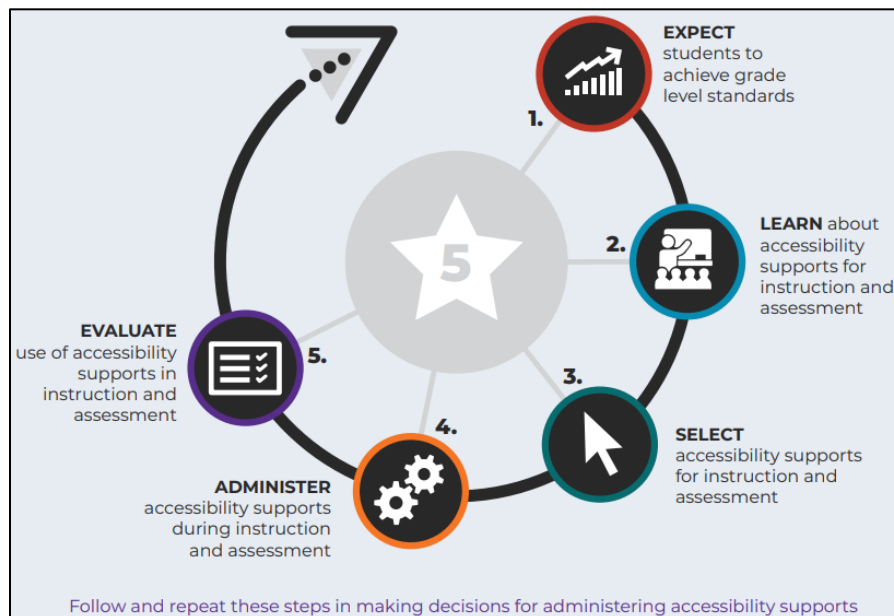 EXPECT
students to
achieve grade
level standards
1.
2.
LEARN about
accessibility
supports for
instruction and
assessment
5
3.
SELECT
accessibility supports
for instruction and
assessment
4.
ADMINISTER
accessibility supports
during instruction
and assessment
5.
EVALUATE
use of accessibility
supports in
instruction and
assessment
Follow and repeat these steps in making decisions for administering accessibility supports